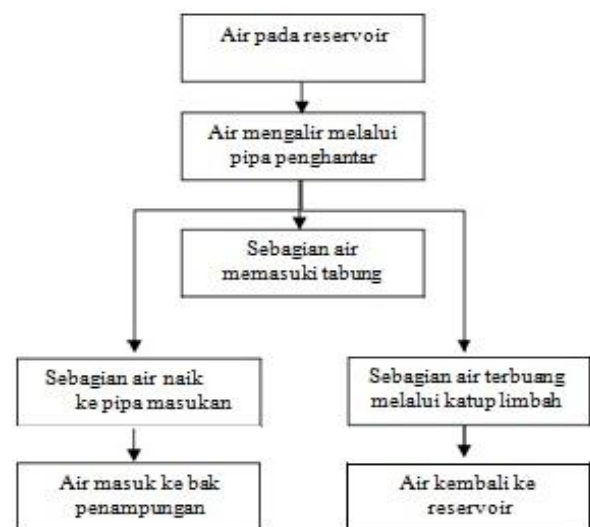 Air pada reservoir
Air mengalir melalui
pipa penghantar
Sebagian air
memasuki tabung
Sebagian air naik
ke pipa masukan
Sebagian air terbuang
melalui katup limbah
Air masuk ke bak
penampungan
Air kembali ke
reservoir